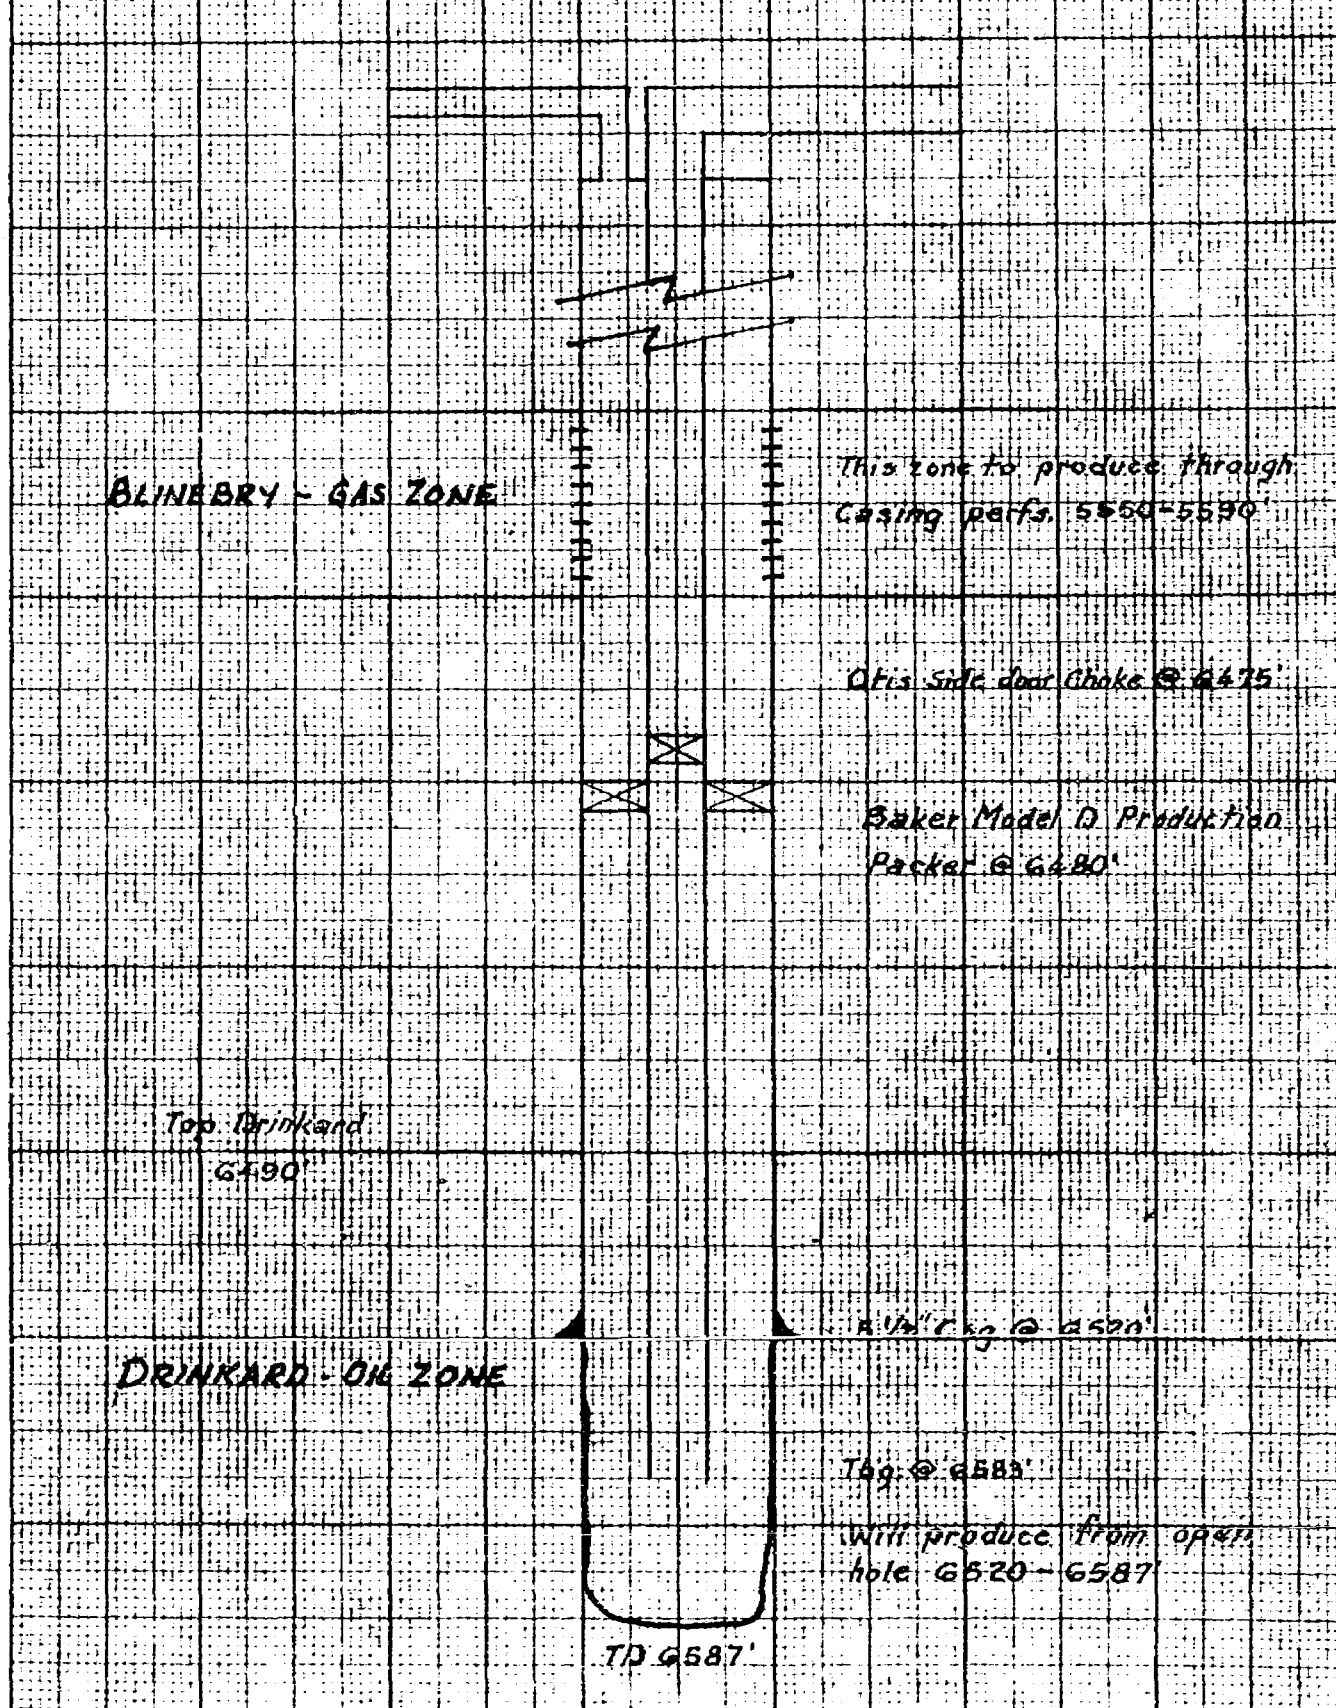 BLINEBRY - GAS ZONE
This zone to produce through
Casing perfs. 5550-5590'
Otis side door choke @ 6475'
Baker Model D Production
Packer @ 6480'
Top Drinkard
6490'
Csg @ 6520'
DRINKARD - OIL ZONE
Tbg. @ 6583'
Will produce from open
hole 6520 - 6587'
TD 6587'